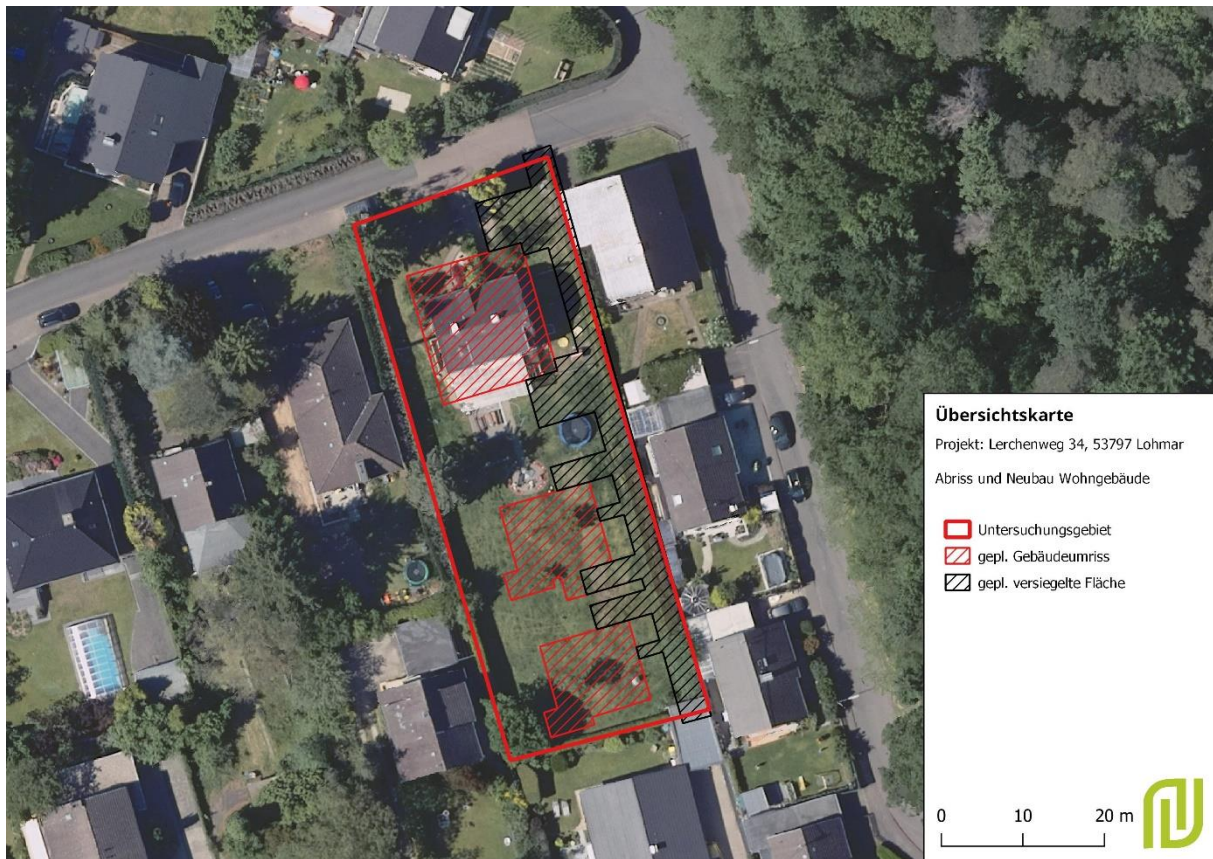 Übersichtskarte
Projekt: Lerchenweg 34, 53797 Lohmar
Abriss und Neubau Wohngebäude
Untersuchungsgebiet
gepl. Gebäudeumriss
gepl. versiegelte Fläche
0 10 20 m